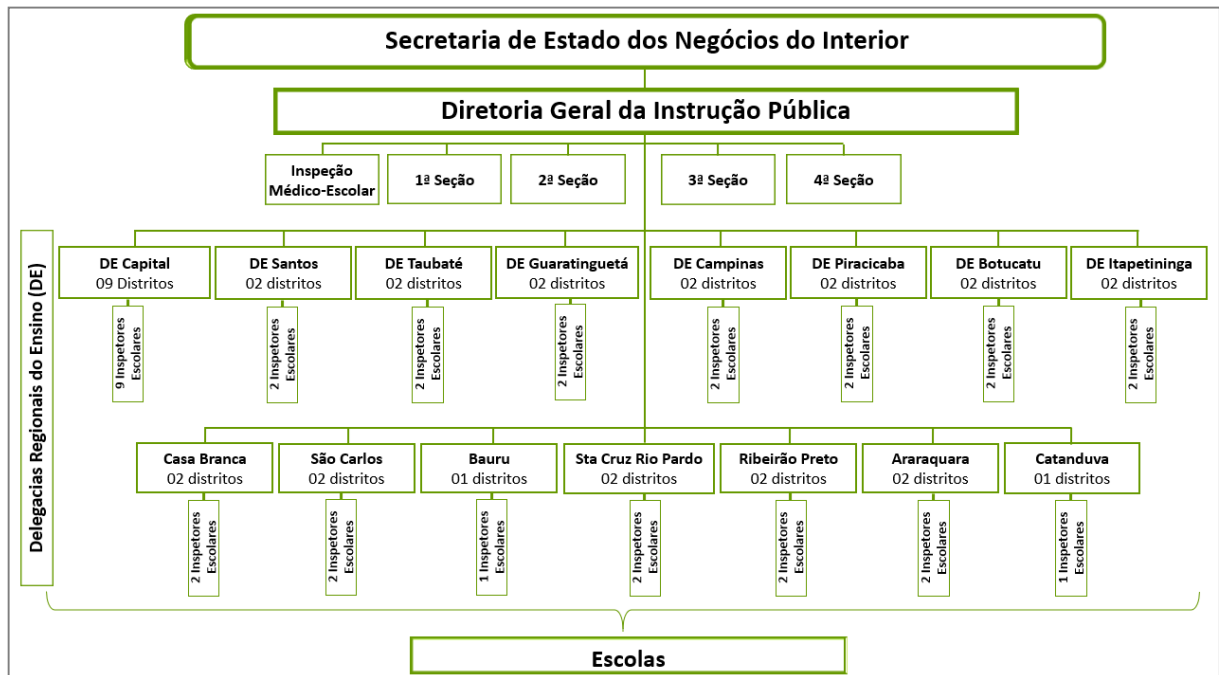 Secretaria de Estado dos Negócios do Interior
Diretoria Geral da Instrução Pública
Inspeção
Médico-Escolar
1ª Seção
2ª Seção
3ª Seção
4ª Seção
Delegacias Regionais do Ensino (DE)
DE Capital
09 Distritos
DE Santos
02 distritos
DE Taubaté
02 distritos
DE Guaratinguetá
02 distritos
DE Campinas
02 distritos
DE Piracicaba
02 distritos
DE Botucatu
02 distritos
DE Itapetininga
02 distritos
9 Inspetores
Escolares
2 Inspetores
Escolares
2 Inspetores
Escolares
2 Inspetores
Escolares
2 Inspetores
Escolares
2 Inspetores
Escolares
2 Inspetores
Escolares
2 Inspetores
Escolares
Casa Branca
02 distritos
São Carlos
02 distritos
Bauru
01 distritos
Sta Cruz Rio Pardo
02 distritos
Ribeirão Preto
02 distritos
Araraquara
02 distritos
Catanduva
01 distritos
2 Inspetores
Escolares
2 Inspetores
Escolares
1 Inspetores
Escolares
2 Inspetores
Escolares
2 Inspetores
Escolares
2 Inspetores
Escolares
1 Inspetores
Escolares
Escolas